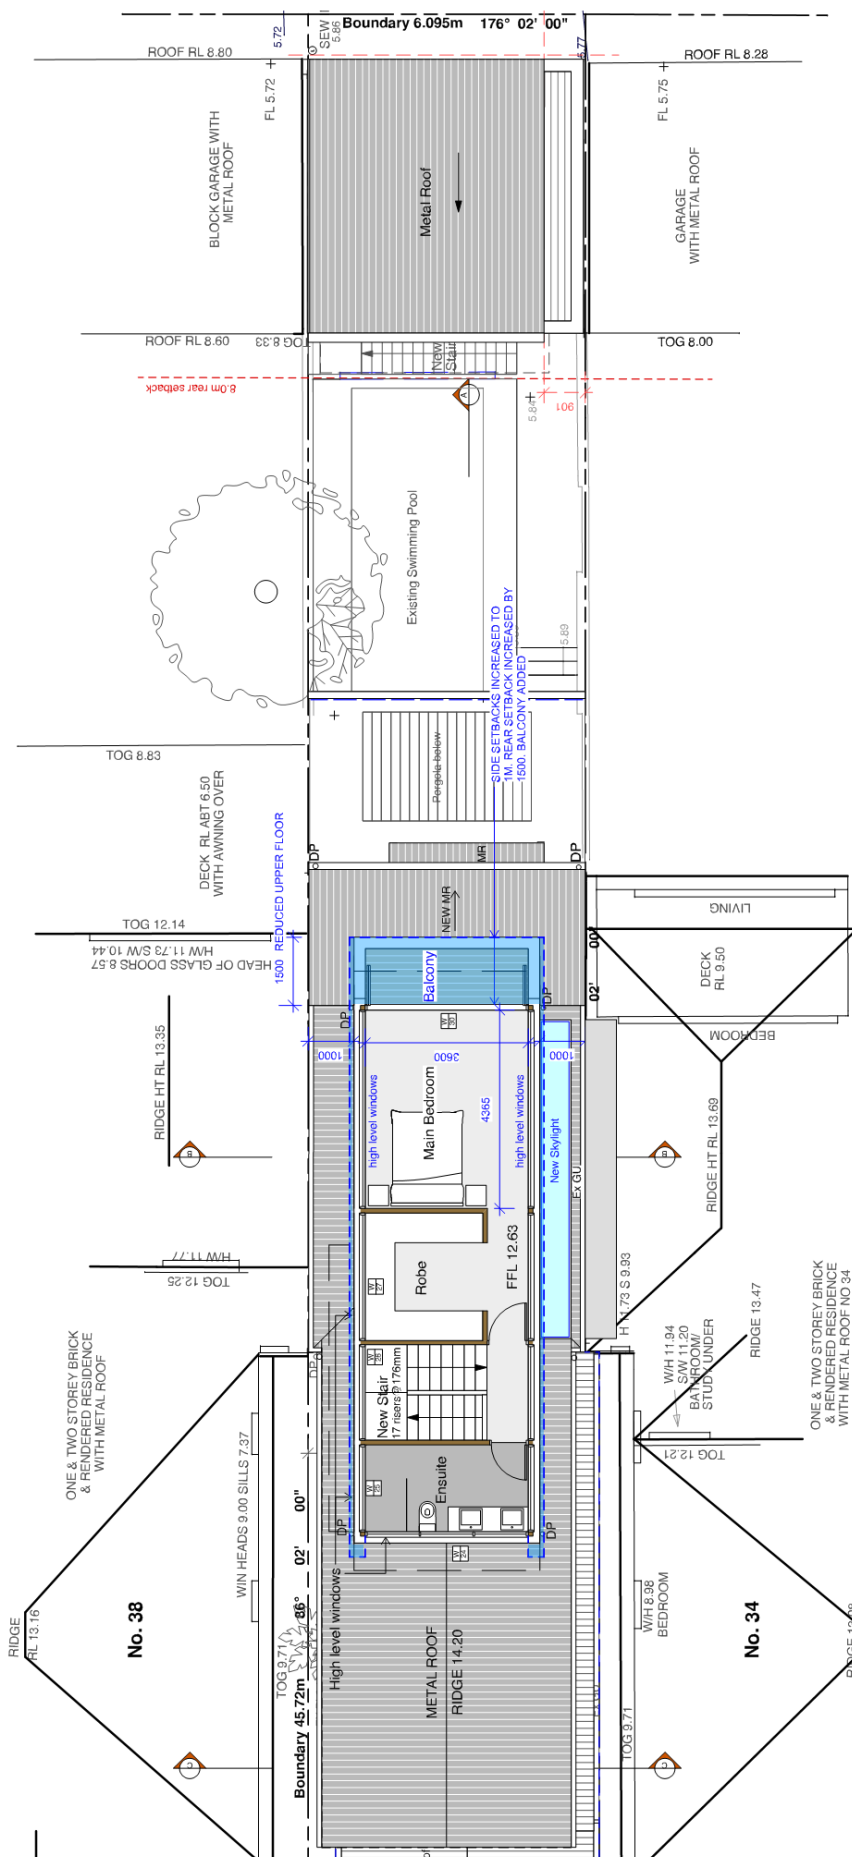 Boundary 6.095m 176° 02' 00"
5.72
SEW
5.86
5.77
ROOF RL 8.80
ROOF RL 8.28
FL 5.72
FL 5.75
BLOCK GARAGE WITH
METAL ROOF
Metal Roof
GARAGE
WITH METAL ROOF
ROOF RL 8.60
TOG 8.33
New
Stair
TOG 8.00
8.0m rear setback
A
5.84
901
Existing Swimming Pool
SIDE SETBACKS INCREASED TO
1M. REAR SETBACK INCREASED BY
1500. BALCONY ADDED
5.89
TOG 8.83
Pergola below
DECK RL ABT 6.50
WITH AWNING OVER
1500 REDUCED UPPER FLOOR
DP
MR
DP
NEW MR
LIVING
TOG 12.14
H/W 11.73 S/W 10.44
HEAD OF GLASS DOORS 8.57
00"
02'
DECK
RL 9.50
Balcony
DP
DP
W
30
BEDROOM
1000
3600
1000
RIDGE HT RL 13.35
high level windows
Main Bedroom
4365
high level windows
New Skylight
RIDGE HT RL 13.69
B
B
Ex GU
H/W 11.77
TOG 12.25
Robe
W
27
FFL 12.63
H 11.73 S 9.93
RIDGE 13.47
ONE & TWO STOREY BRICK
& RENDERED RESIDENCE
WITH METAL ROOF
DP
W
26
New Stair
17 risers @ 176mm
W/H 11.94
S/W 11.20
BATHROOM/
STUDY UNDER
ONE & TWO STOREY BRICK
& RENDERED RESIDENCE
WITH METAL ROOF NO 34
TOG 12.21
WIN HEADS 9.00 SILLS 7.37
W
25
Ensuite
DP
DP
W
24
High level windows
Boundary 45.72m 86° 02' 00"
TOG 9.71
RIDGE
RL 13.16
No. 38
METAL ROOF
RIDGE 14.20
W/H 8.98
BEDROOM
No. 34
TOG 9.71
C
C